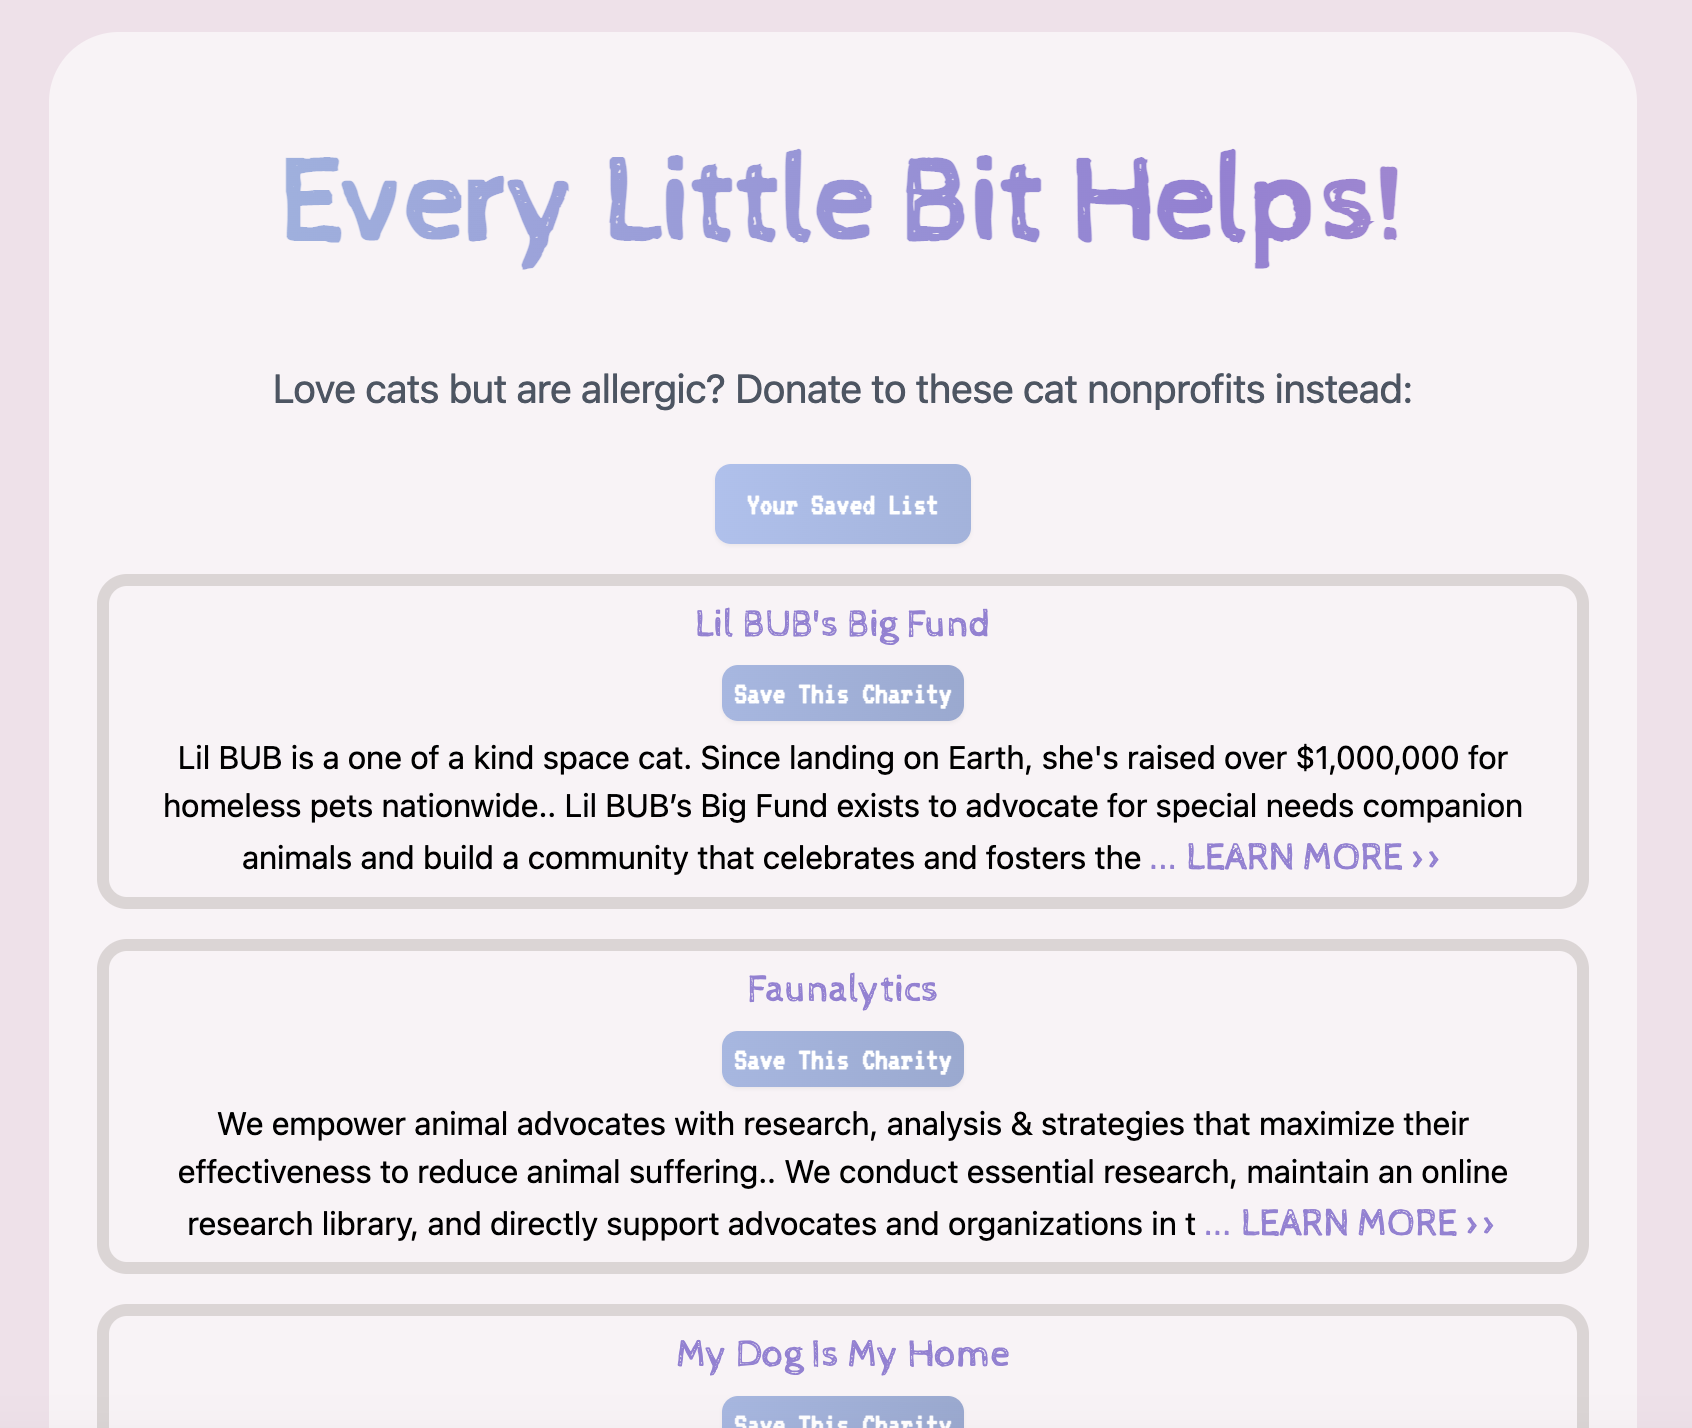 Every Little Bit Helps!
Love cats but are allergic? Donate to these cat nonprofits instead:
Your Saved List
Lil BUB's Big Fund
Save This Charity
Lil BUB is a one of a kind space cat. Since landing on Earth, she's raised over $1,000,000 for
homeless pets nationwide.. Lil BUB’s Big Fund exists to advocate for special needs companion
animals and build a community that celebrates and fosters the ... LEARN MORE >>
Faunalytics
Save This Charity
We empower animal advocates with research, analysis & strategies that maximize their
effectiveness to reduce animal suffering.. We conduct essential research, maintain an online
research library, and directly support advocates and organizations in t ... LEARN MORE >>
My Dog Is My Home
Save This Charity